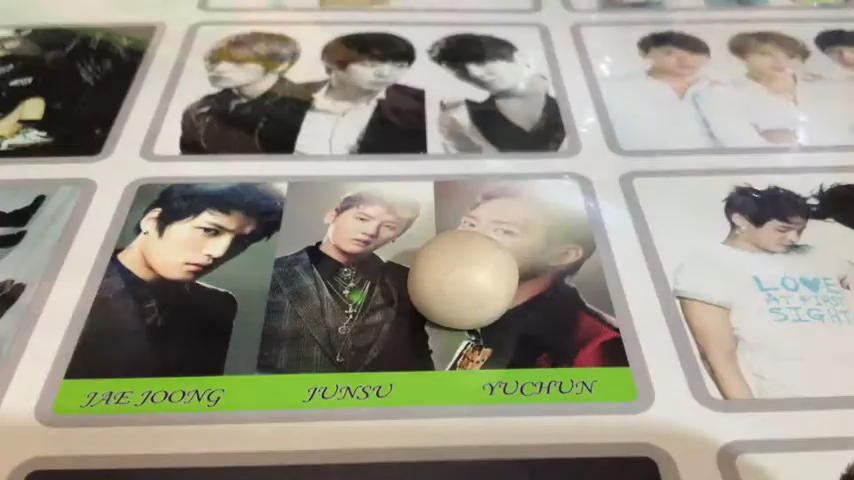 LOVE
AT FIRST
SIGHT
JAE JOONG
JUNSU
YUCHUN